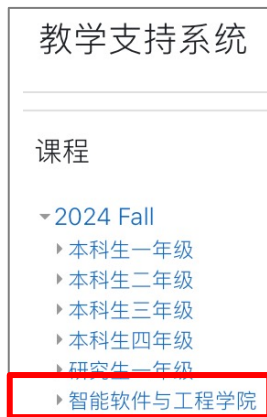 教学支持系统
课程
2024 Fall
本科生一年级
本科生二年级
本科生三年级
本科生四年级
研究生一年级
智能软件与工程学院